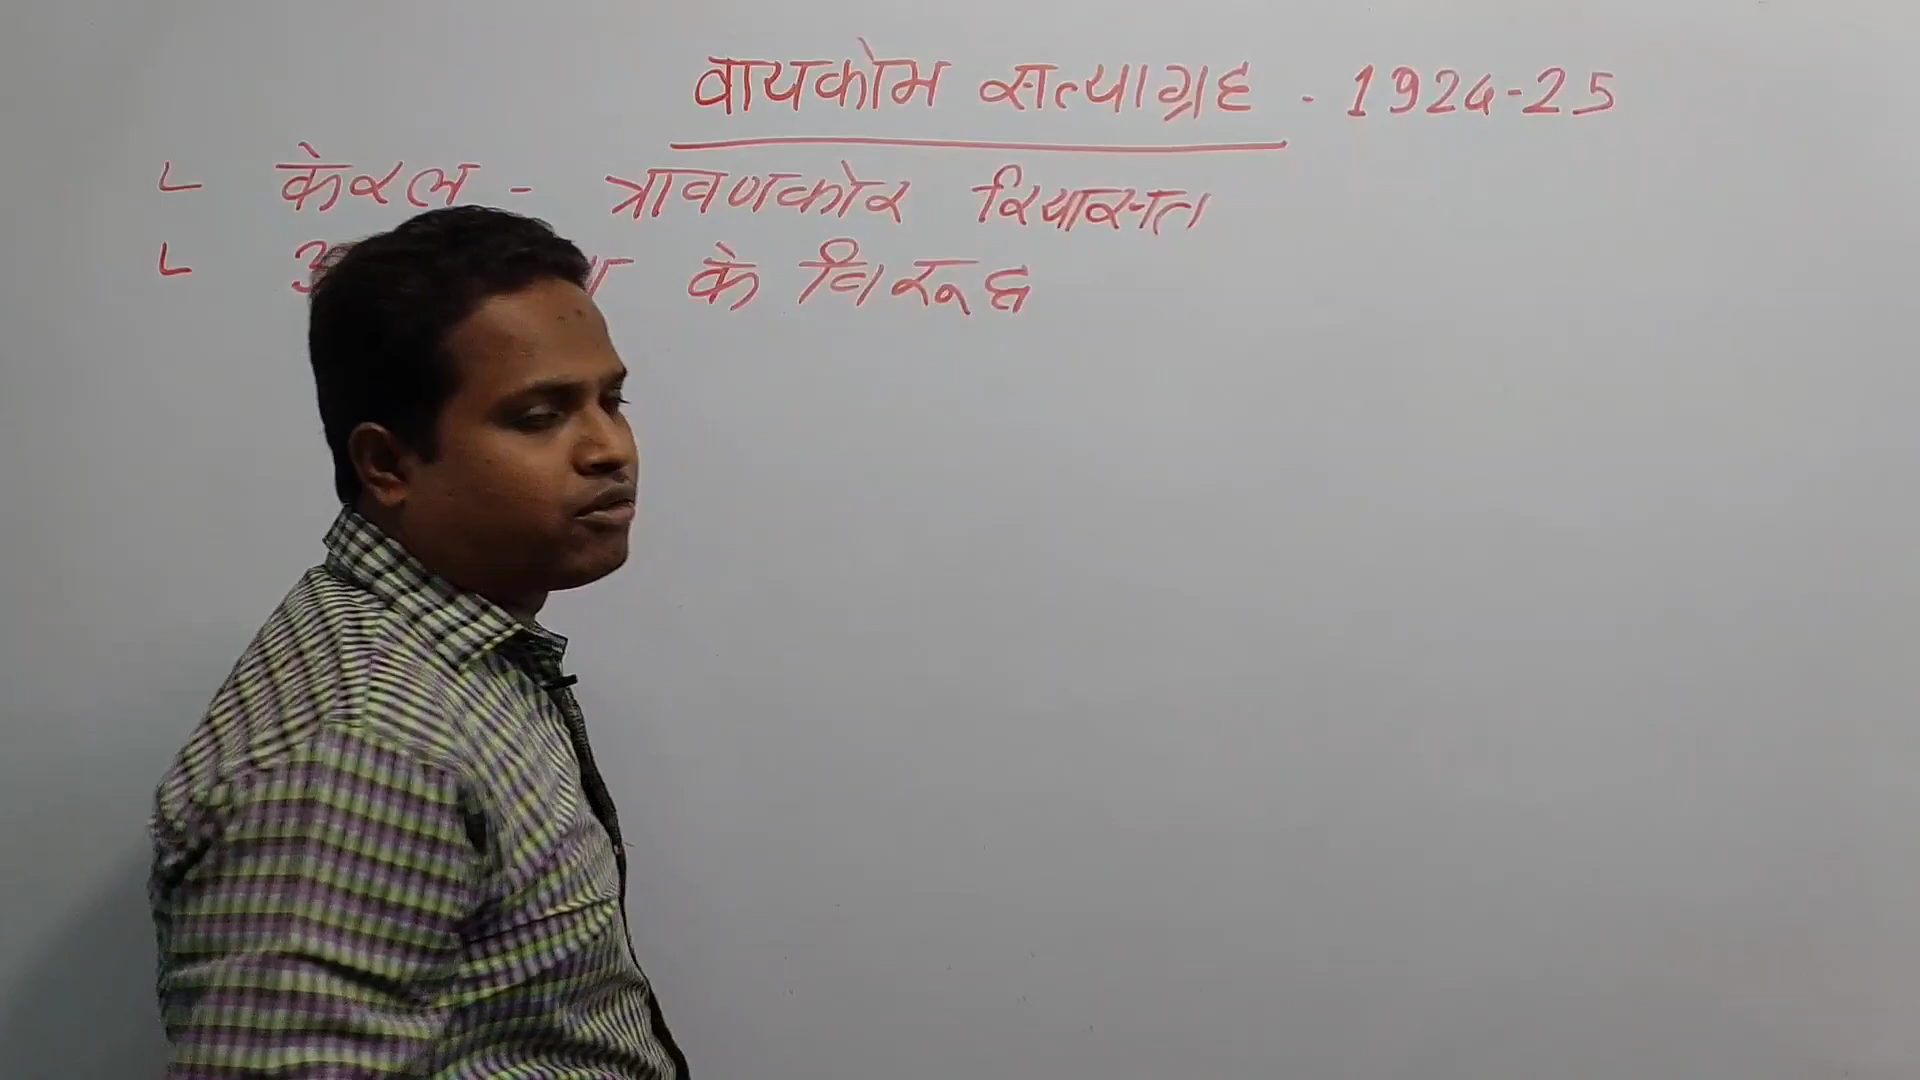 वायकोम सत्याग्रह - 1924-25
└ केरल - त्रावणकोर रियासत
└ के विरूद्ध